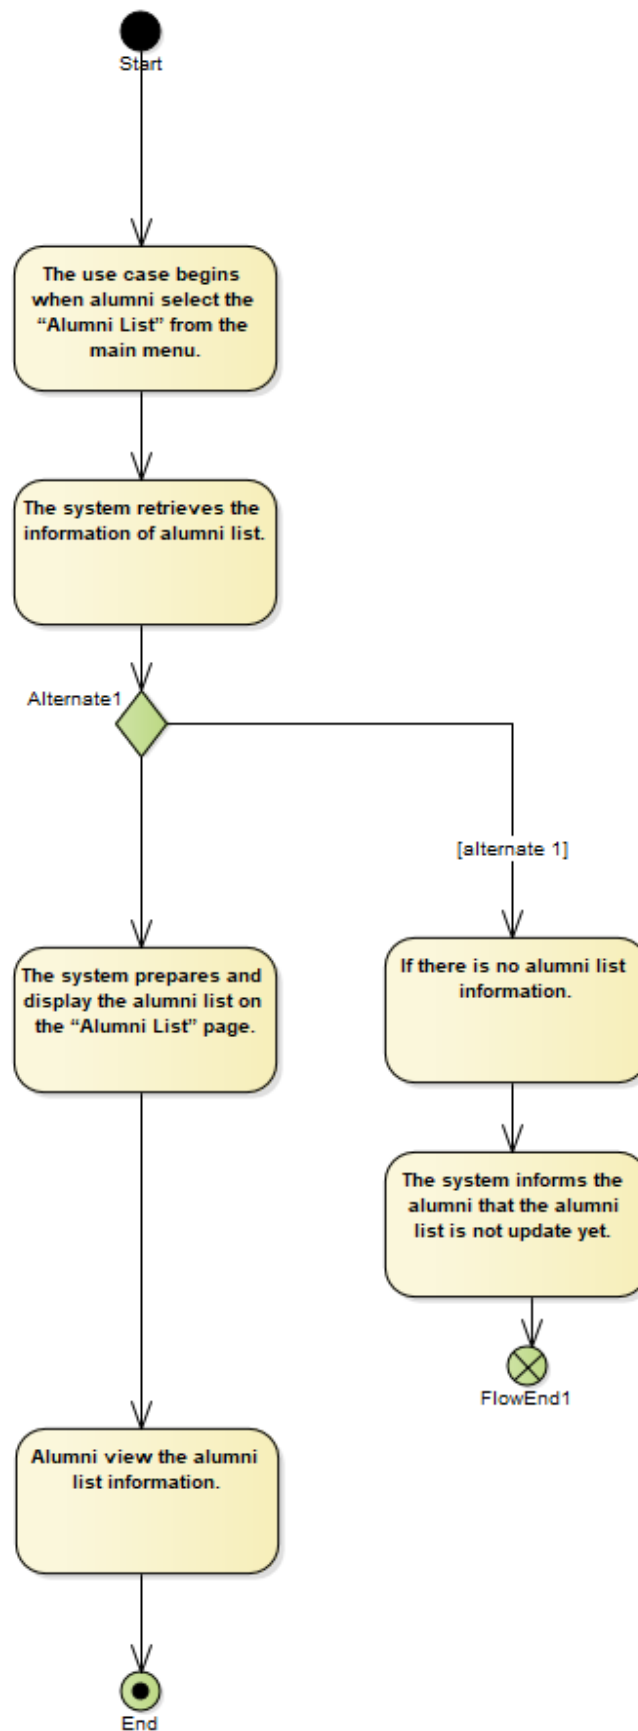 Start
The use case begins
when alumni select the
“Alumni List” from the
main menu.
The system retrieves the
information of alumni list.
Alternate1
[alternate 1]
The system prepares and
display the alumni list on
the “Alumni List” page.
If there is no alumni list
information.
The system informs the
alumni that the alumni
list is not update yet.
FlowEnd1
Alumni view the alumni
list information.
End